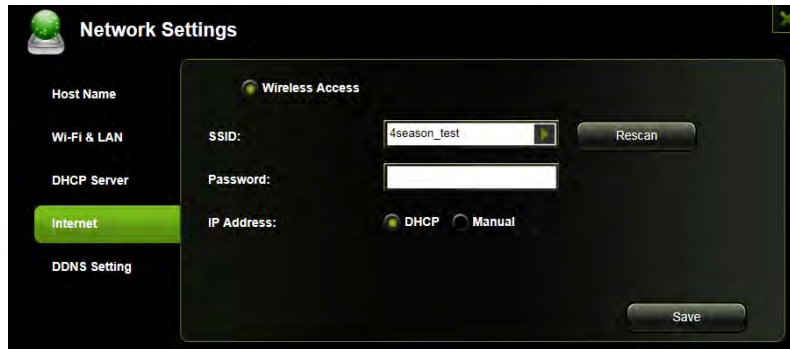 Network Settings
Host Name
Wi-Fi & LAN
DHCP Server
Internet
DDNS Setting
Wireless Access
SSID: 4season_test Rescan
Password:
IP Address: DHCP Manual
Save